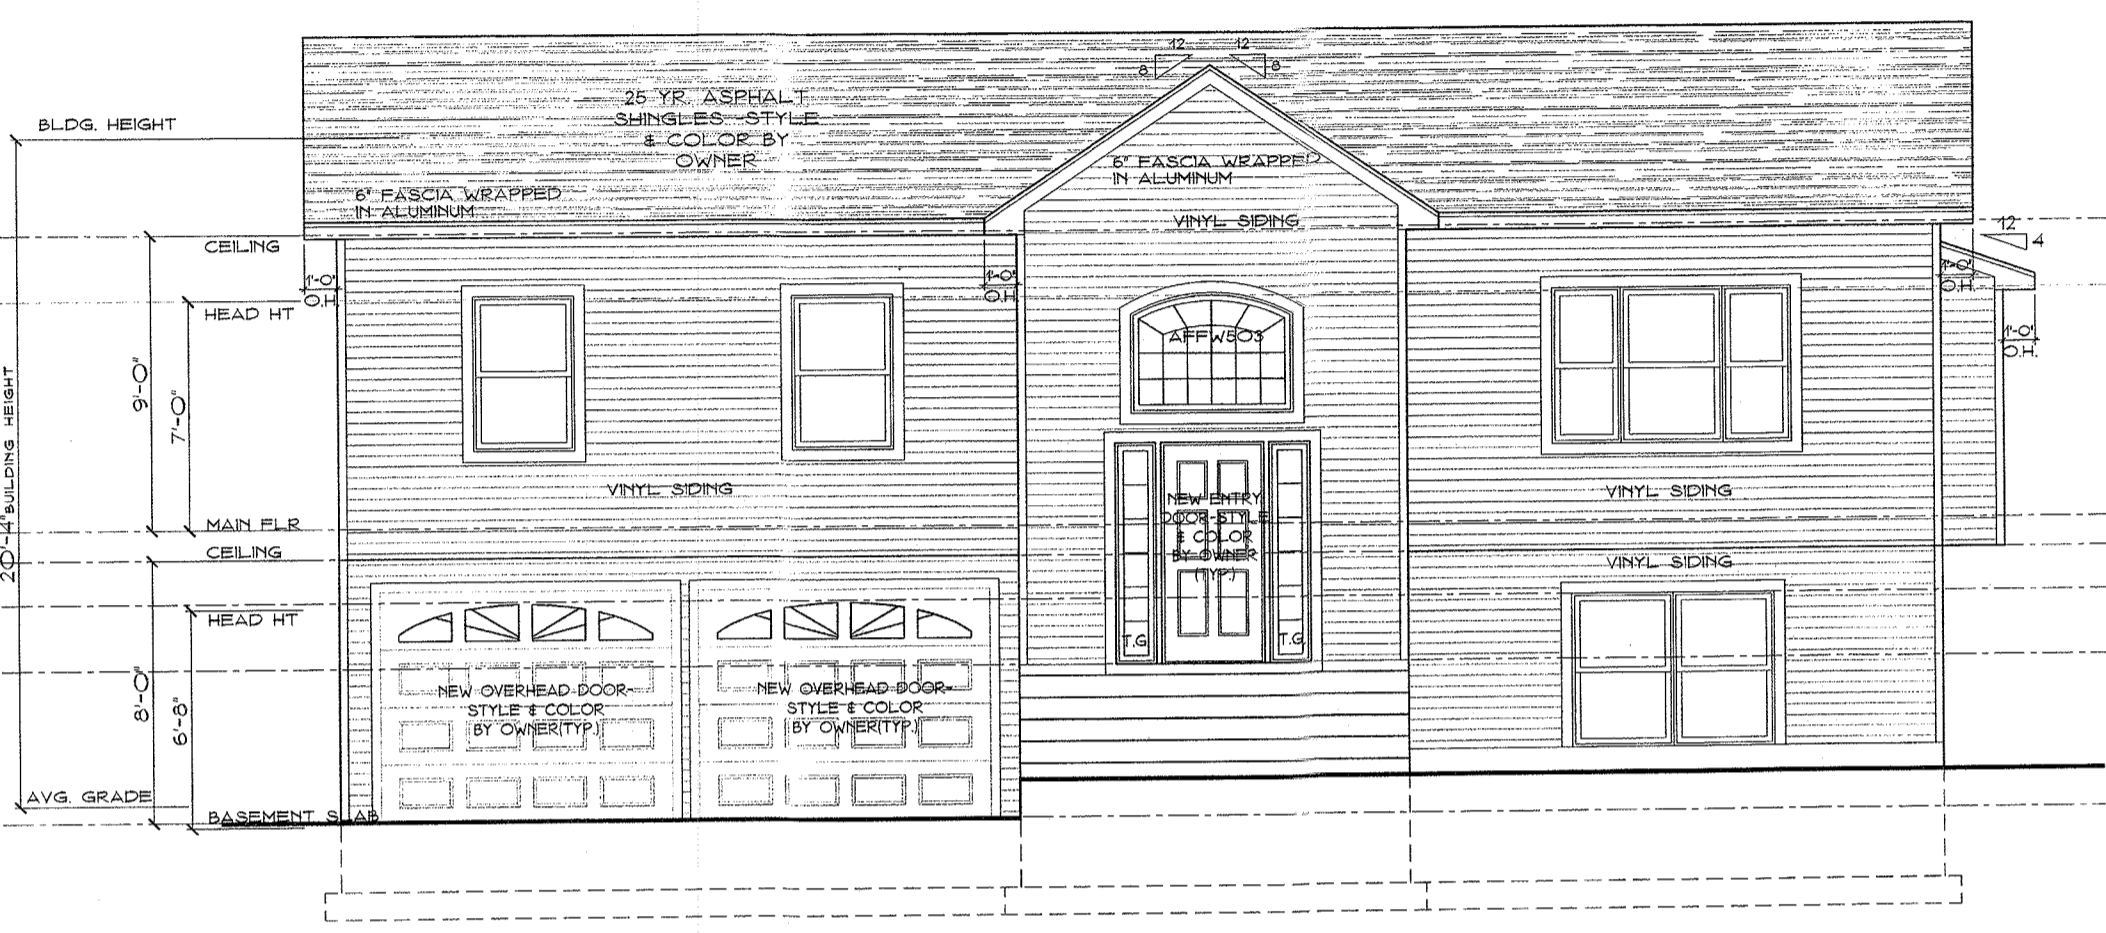 12 12
8 8
25 YR. ASPHALT
SHINGLES -STYLE
& COLOR BY
OWNER
BLDG. HEIGHT
6" FASCIA WRAPPED
IN ALUMINUM
6" FASCIA WRAPPED
IN ALUMINUM
VINYL SIDING
12
4
CEILING
1'-0"
O.H.
1'-0"
O.H.
1'-0"
O.H.
1'-0"
O.H.
HEAD HT
AFFW503
9'-0"
7'-0"
20'-4" BUILDING HEIGHT
VINYL SIDING
VINYL SIDING
NEW ENTRY
DOOR-STYLE
& COLOR
BY OWNER
(TYP.)
MAIN FLR
CEILING
VINYL SIDING
HEAD HT
T.G
T.G
8'-0"
6'-8"
NEW OVERHEAD DOOR-
STYLE & COLOR
BY OWNER(TYP.)
NEW OVERHEAD DOOR-
STYLE & COLOR
BY OWNER(TYP.)
AVG. GRADE
BASEMENT SLAB